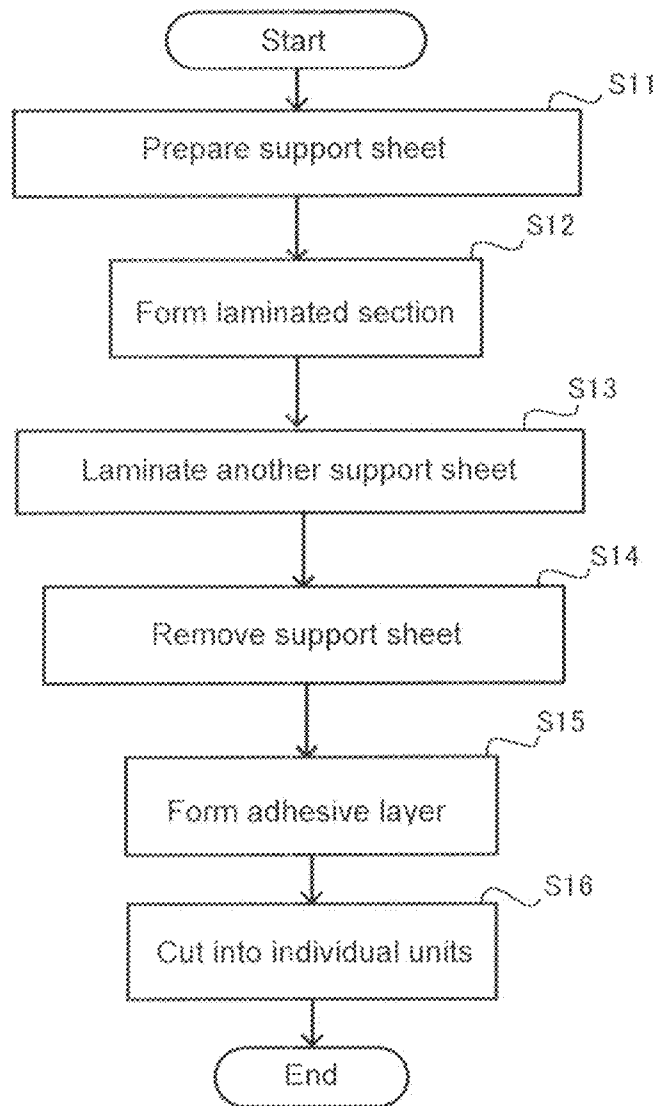 Start
S11
Prepare support sheet
S12
Form laminated section
S13
Laminate another support sheet
S14
Remove support sheet
S15
Form adhesive layer
S16
Cut into individual units
End